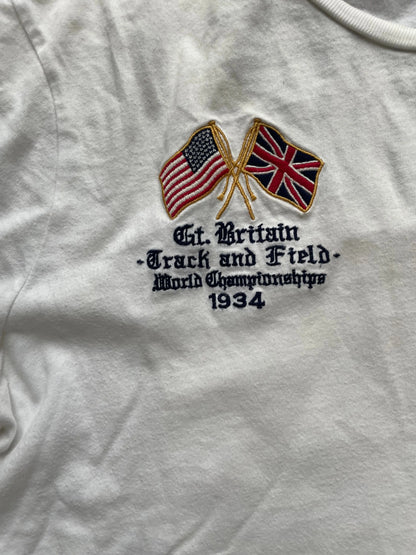 Gt. Britain
-Track and Field-
World Championships
1934